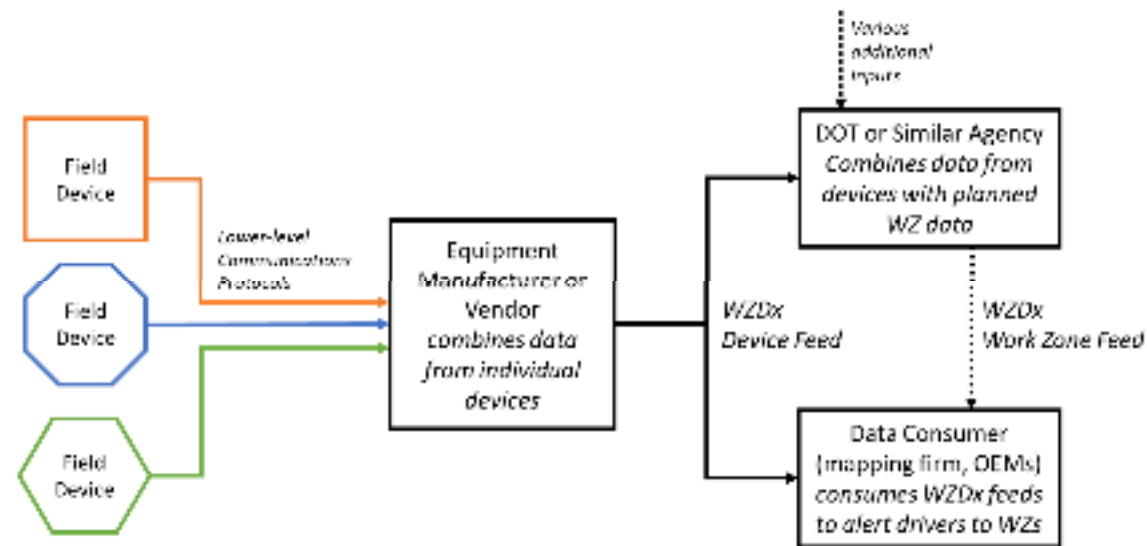 Various
additional
inputs
Field
Device
Lower-level
Communications
Protocols
Field
Device
Field
Device
Equipment
Manufacturer or
Vendor
combines data
from individual
devices
WZDx
Device Feed
DOT or Similar Agency
Combines data from
devices with planned
WZ data
WZDx
Work Zone Feed
Data Consumer
(mapping firm, OEMs)
consumes WZDx feeds
to alert drivers to WZs